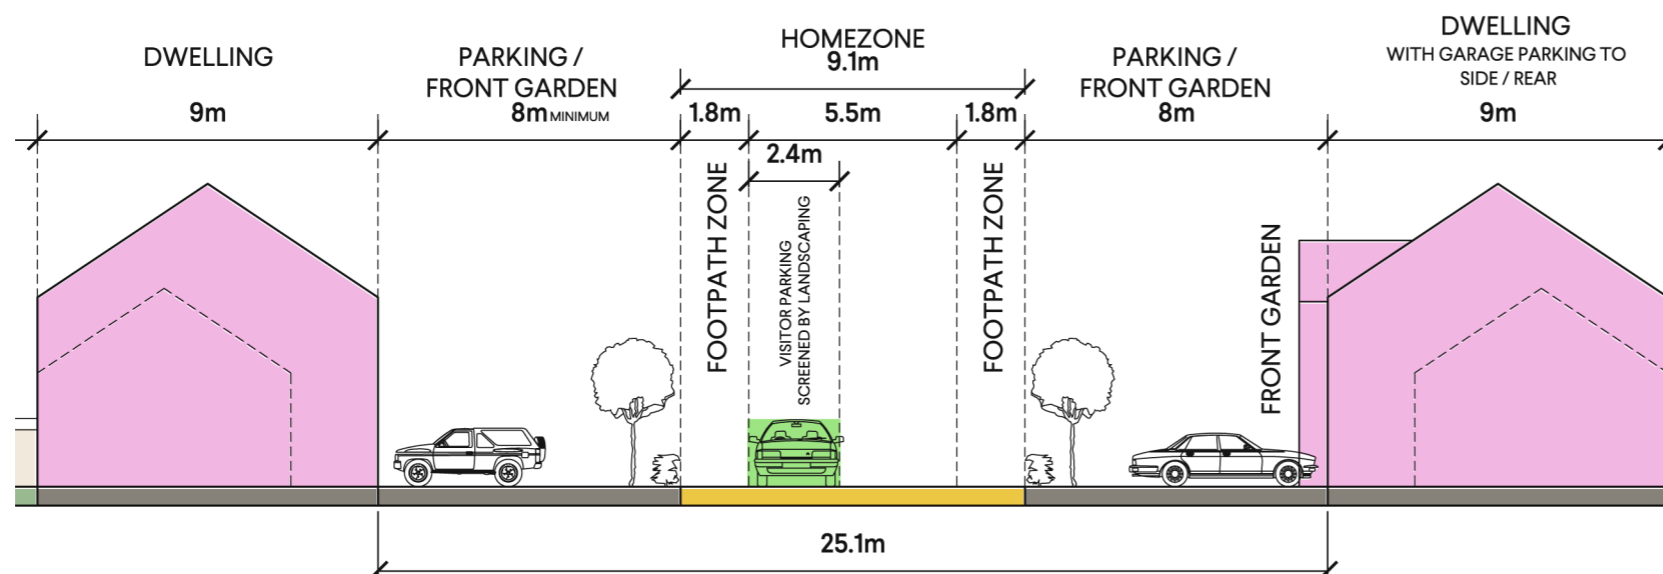 DWELLING
9m
PARKING /
FRONT GARDEN
8m MINIMUM
HOMEZONE
9.1m
1.8m
5.5m
1.8m
2.4m
PARKING /
FRONT GARDEN
8m
DWELLING
WITH GARAGE PARKING TO
SIDE / REAR
9m
FOOTPATH ZONE
VISITOR PARKING
SCREENED BY LANDSCAPING
FOOTPATH ZONE
FRONT GARDEN
25.1m